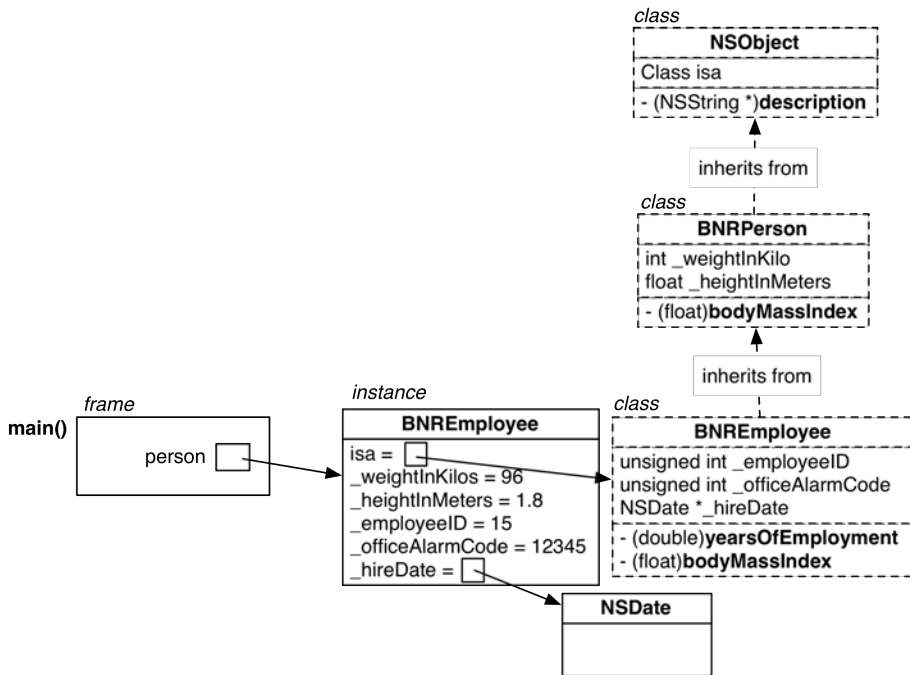 class
NSObject
Class isa
- (NSString *)description
inherits from
class
BNRPerson
int _weightInKilo
float _heightInMeters
- (float)bodyMassIndex
inherits from
class
BNREmployee
unsigned int _employeeID
unsigned int _officeAlarmCode
NSDate *_hireDate
- (double)yearsOfEmployment
- (float)bodyMassIndex
frame
main()
person
instance
BNREmployee
isa =
_weightInKilos = 96
_heightInMeters = 1.8
_employeeID = 15
_officeAlarmCode = 12345
_hireDate =
NSDate